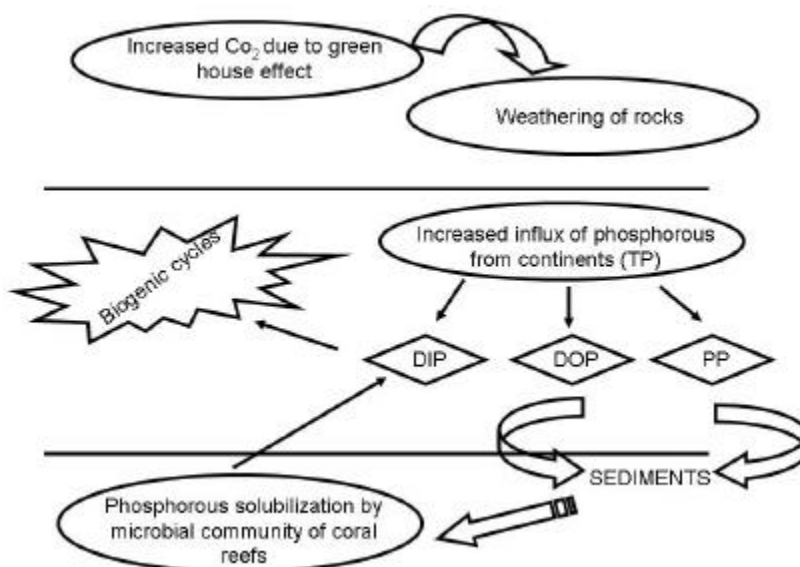 Increased Co₂ due to green
house effect
Weathering of rocks
Increased influx of phosphorous
from continents (TP)
Biogenic cycles
DIP
DOP
PP
SEDIMENTS
Phosphorous solubilization by
microbial community of coral
reefs